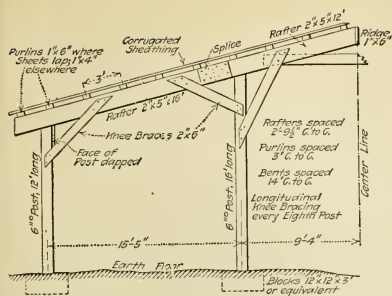 Rafter 2"x5"x12'
Ridge,
1"x6"
Purlins 1"x6" where
Sheets lap; 1"x4"
elsewhere
Corrugated
Sheathing
Splice
3'
Rafter 2"x5"x16'
Knee Bracing 2"x6"
Face of
Post dapped
6"□ Post, 12' long
6"□ Post, 16' long
Rafters spaced
2'-9½" C. to C.
Purlins spaced
3' C. to C.
Bents spaced
14' C. to C.
Longitudinal
Knee Bracing
every Eighth Post
Center Line
15'-5"
9'-4"
Earth Floor
Blocks 12"x12"x3"
or equivalent